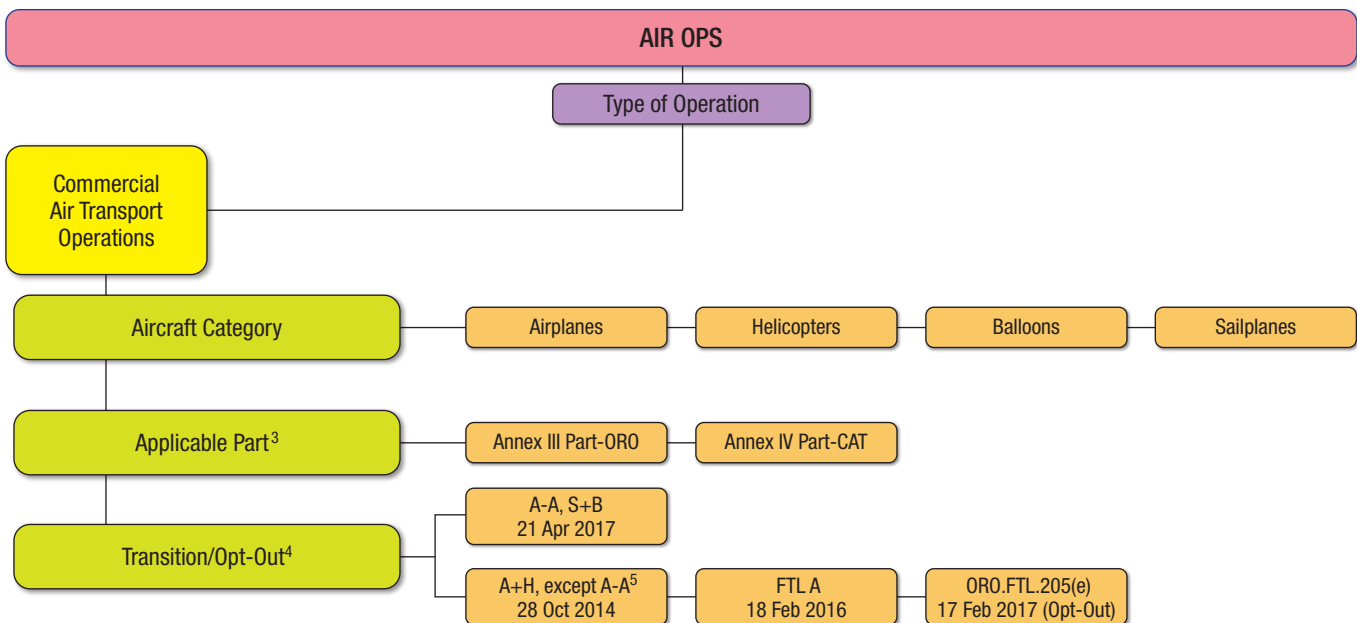 AIR OPS
Type of Operation
Commercial
Air Transport
Operations
Aircraft Category
Airplanes
Helicopters
Balloons
Sailplanes
Applicable Part³
Annex III Part-ORO
Annex IV Part-CAT
Transition/Opt-Out⁴
A-A, S+B
21 Apr 2017
A+H, except A-A⁵
28 Oct 2014
FTL A
18 Feb 2016
ORO.FTL.205(e)
17 Feb 2017 (Opt-Out)